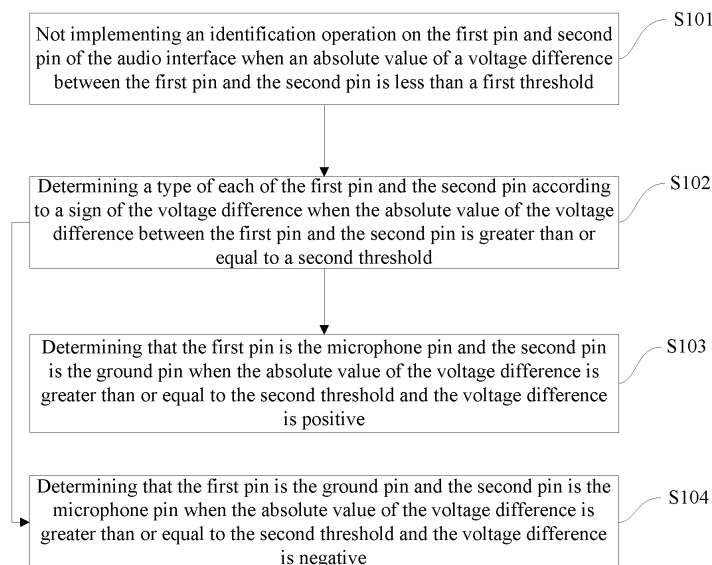 Not implementing an identification operation on the first pin and second
pin of the audio interface when an absolute value of a voltage difference
between the first pin and the second pin is less than a first threshold
S101
Determining a type of each of the first pin and the second pin according
to a sign of the voltage difference when the absolute value of the voltage
difference between the first pin and the second pin is greater than or
equal to a second threshold
S102
Determining that the first pin is the microphone pin and the second pin
is the ground pin when the absolute value of the voltage difference is
greater than or equal to the second threshold and the voltage difference
is positive
S103
Determining that the first pin is the ground pin and the second pin is the
microphone pin when the absolute value of the voltage difference is
greater than or equal to the second threshold and the voltage difference
is negative
S104